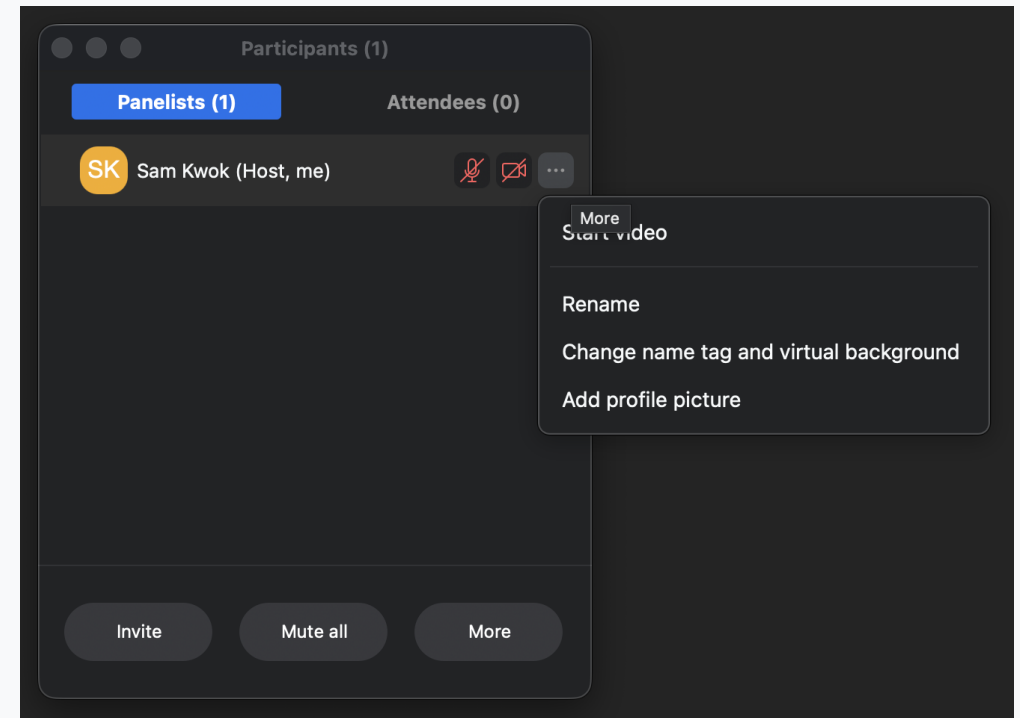 Participants (1)
Panelists (1)
Attendees (0)
SK
Sam Kwok (Host, me)
More
Start video
Rename
Change name tag and virtual background
Add profile picture
Invite
Mute all
More